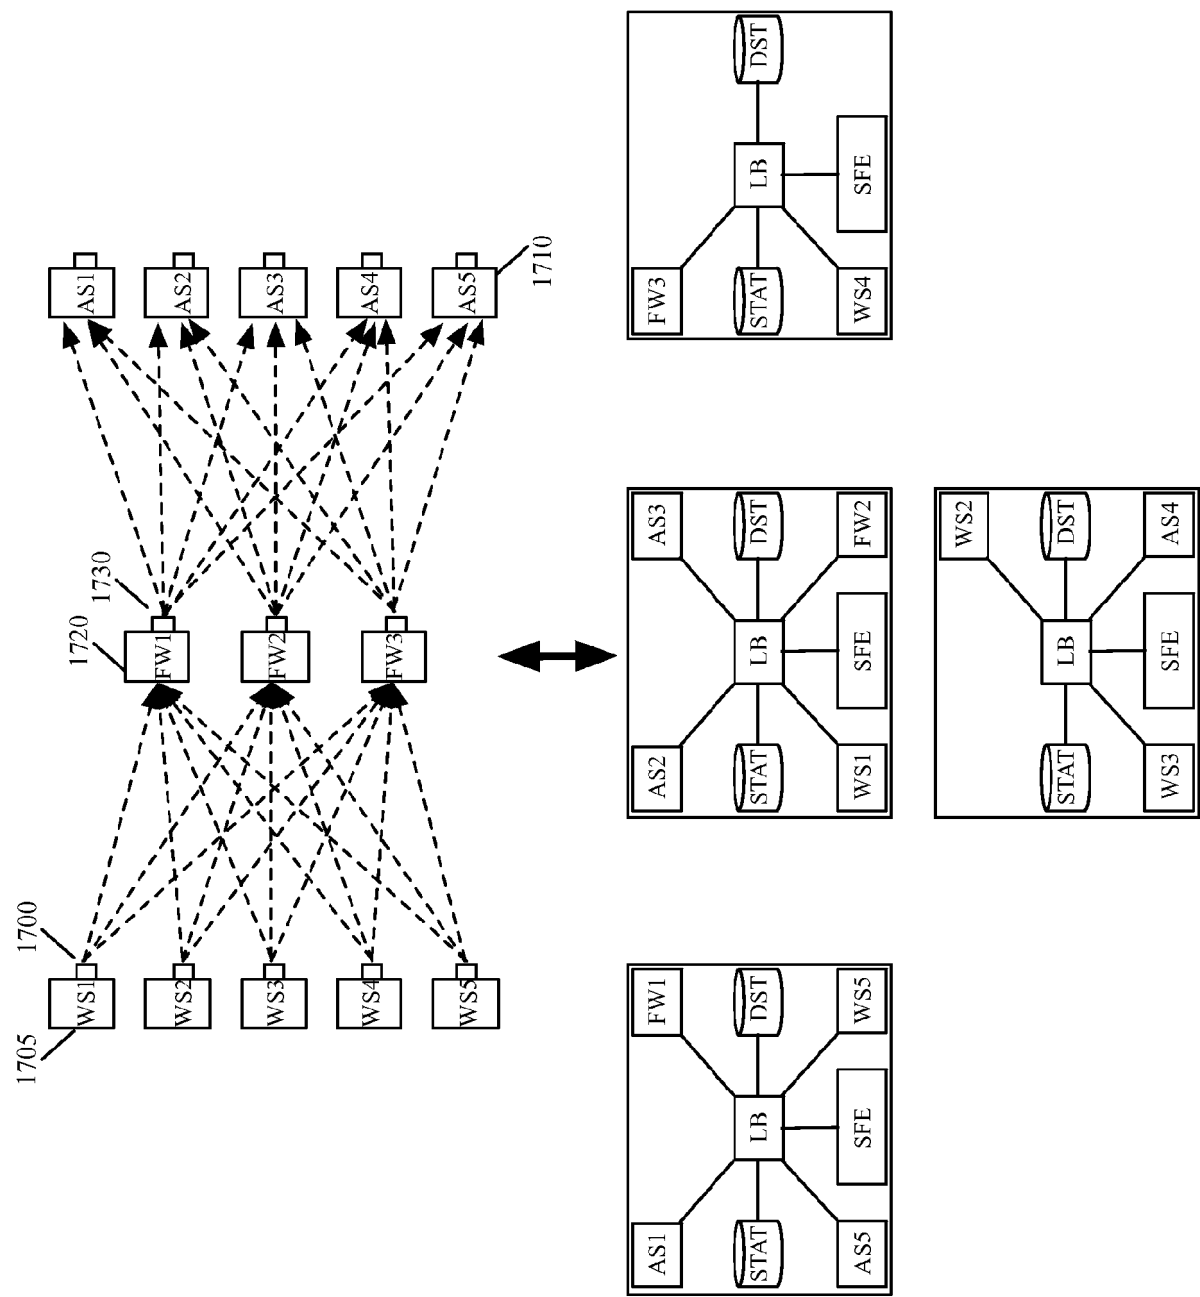 1705
1700
1720
1730
1710
WS1
WS2
WS3
WS4
WS5
FW1
FW2
FW3
AS1
AS2
AS3
AS4
AS5
AS1
FW1
STAT
LB
DST
AS5
SFE
WS5
AS2
AS3
STAT
LB
DST
WS1
SFE
FW2
FW3
STAT
LB
DST
WS4
SFE
WS2
STAT
LB
DST
WS3
SFE
AS4